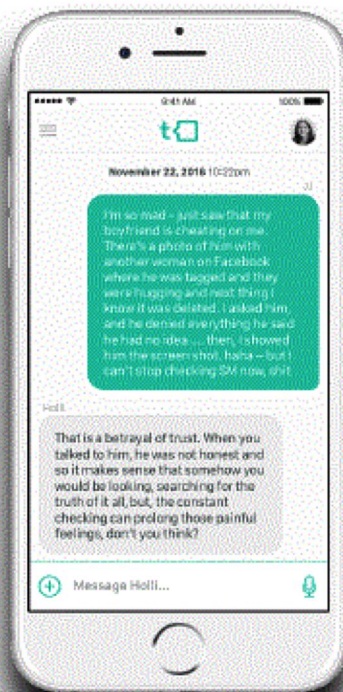 9:41 AM 100%
November 22, 2016 10:22pm
I'm so mad - just saw that my
boyfriend is cheating on me.
There's a photo of him with
another woman on Facebook
where he was tagged and they
were hugging and next thing I
know it was deleted. I asked him,
and he denied everything he said
he had no idea .... then, I showed
him the screen shot. haha – but I
can't stop checking SM now, shit
Holli
That is a betrayal of trust. When you
talked to him, he was not honest and
so it makes sense that somehow you
would be looking, searching for the
truth of it all, but, the constant
checking can prolong those painful
feelings, don't you think?
Message Holli...